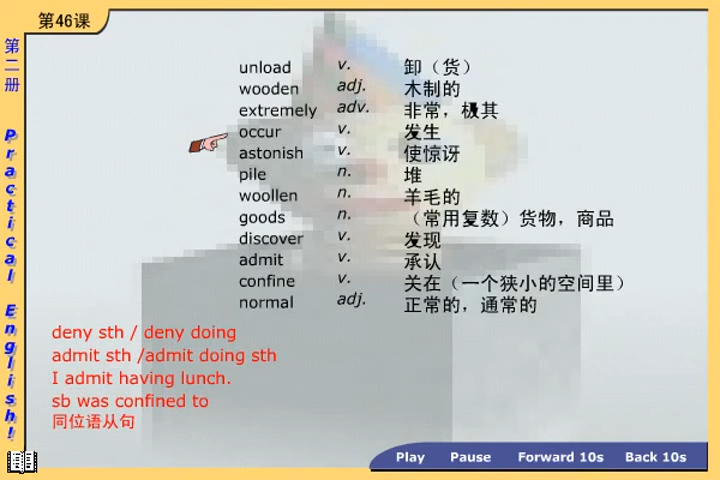 第46课
第二册
Practical English!
unload v. 卸（货）
wooden adj. 木制的
extremely adv. 非常，极其
occur v. 发生
astonish v. 使惊讶
pile n. 堆
woollen n. 羊毛的
goods n. （常用复数）货物，商品
discover v. 发现
admit v. 承认
confine v. 关在（一个狭小的空间里）
normal adj. 正常的，通常的
deny sth / deny doing
admit sth /admit doing sth
I admit having lunch.
sb was confined to
同位语从句
Play Pause Forward 10s Back 10s